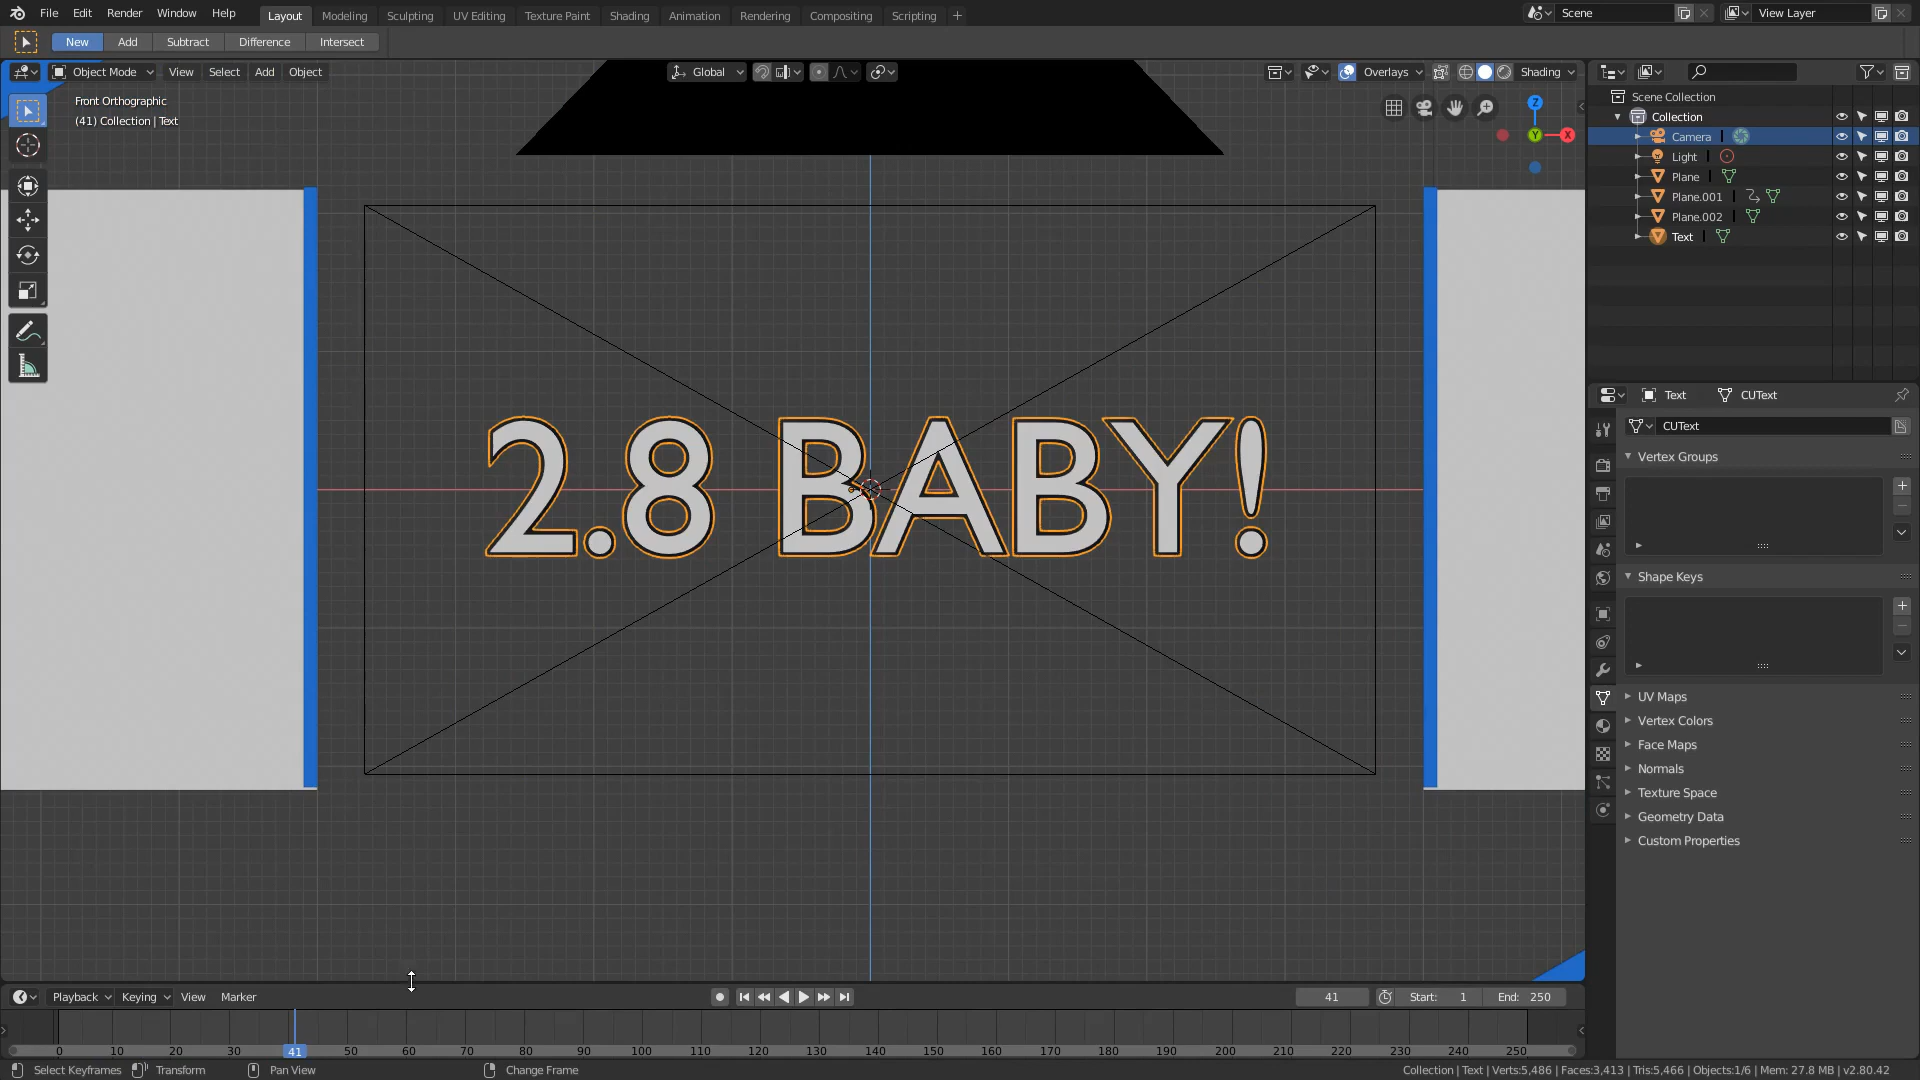 File Edit Render Window Help Layout Modeling Sculpting UV Editing Texture Paint Shading Animation Rendering Compositing Scripting + Scene View Layer
New Add Subtract Difference Intersect
Object Mode View Select Add Object Global Overlays Shading
Front Orthographic
(41) Collection | Text
Z
Y
X
2.8 BABY!
Scene Collection
Collection
Camera
Light
Plane
Plane.001
Plane.002
Text
Text CUText
CUText
Vertex Groups
Shape Keys
UV Maps
Vertex Colors
Face Maps
Normals
Texture Space
Geometry Data
Custom Properties
Playback Keying View Marker 41 Start: 1 End: 250
0 10 20 30 41 50 60 70 80 90 100 110 120 130 140 150 160 170 180 190 200 210 220 230 240 250
Select Keyframes Transform Pan View Change Frame Collection | Text | Verts:5,486 | Faces:3,413 | Tris:5,466 | Objects:1/6 | Mem: 27.8 MB | v2.80.42